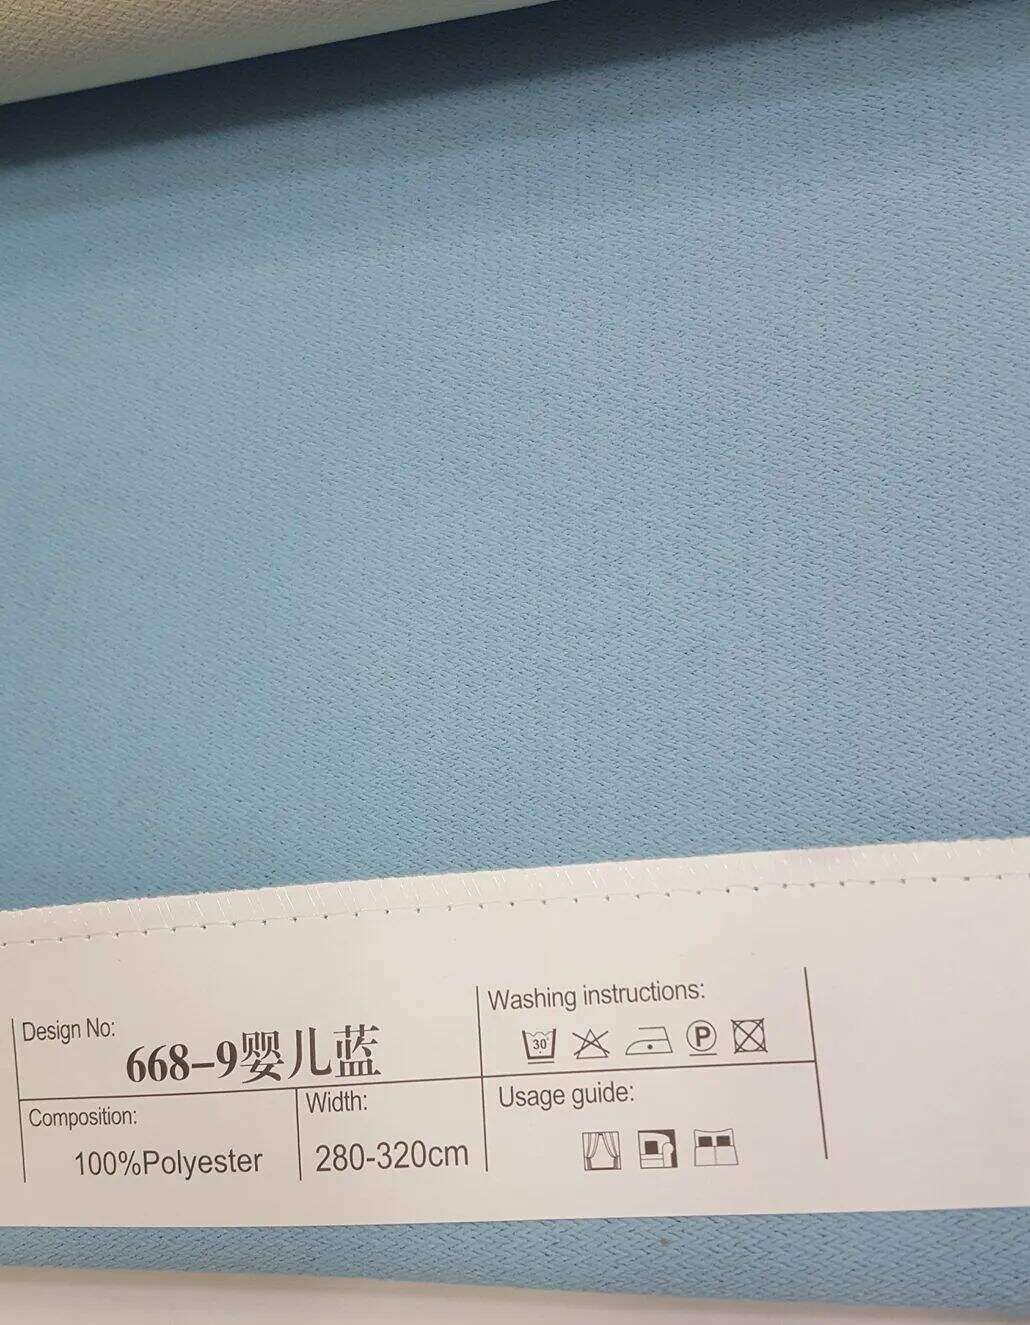 Design No:
668-9婴儿蓝
Composition:
100%Polyester
Width:
280-320cm
Washing instructions:
30°
P
Usage guide: